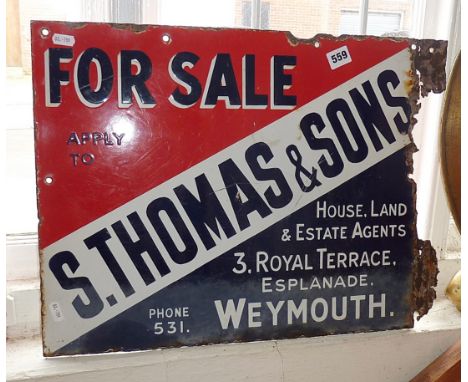 FOR SALE
559
APPLY
TO
S. THOMAS & SONS
HOUSE, LAND
& ESTATE AGENTS
3. ROYAL TERRACE,
ESPLANADE,
PHONE
531.
WEYMOUTH.